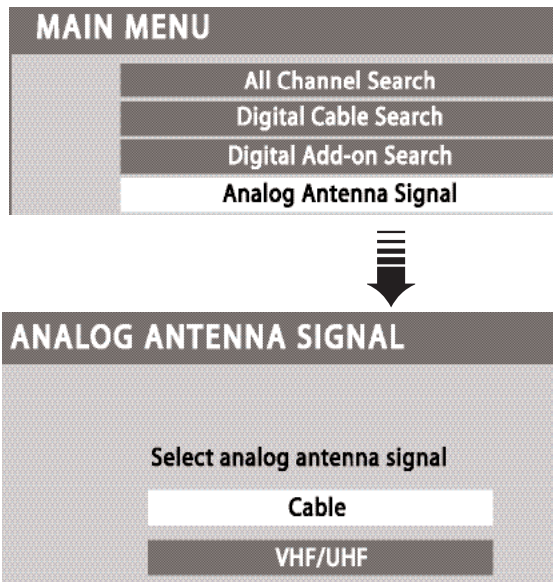 MAIN MENU
All Channel Search
Digital Cable Search
Digital Add-on Search
Analog Antenna Signal
ANALOG ANTENNA SIGNAL
Select analog antenna signal
Cable
VHF/UHF